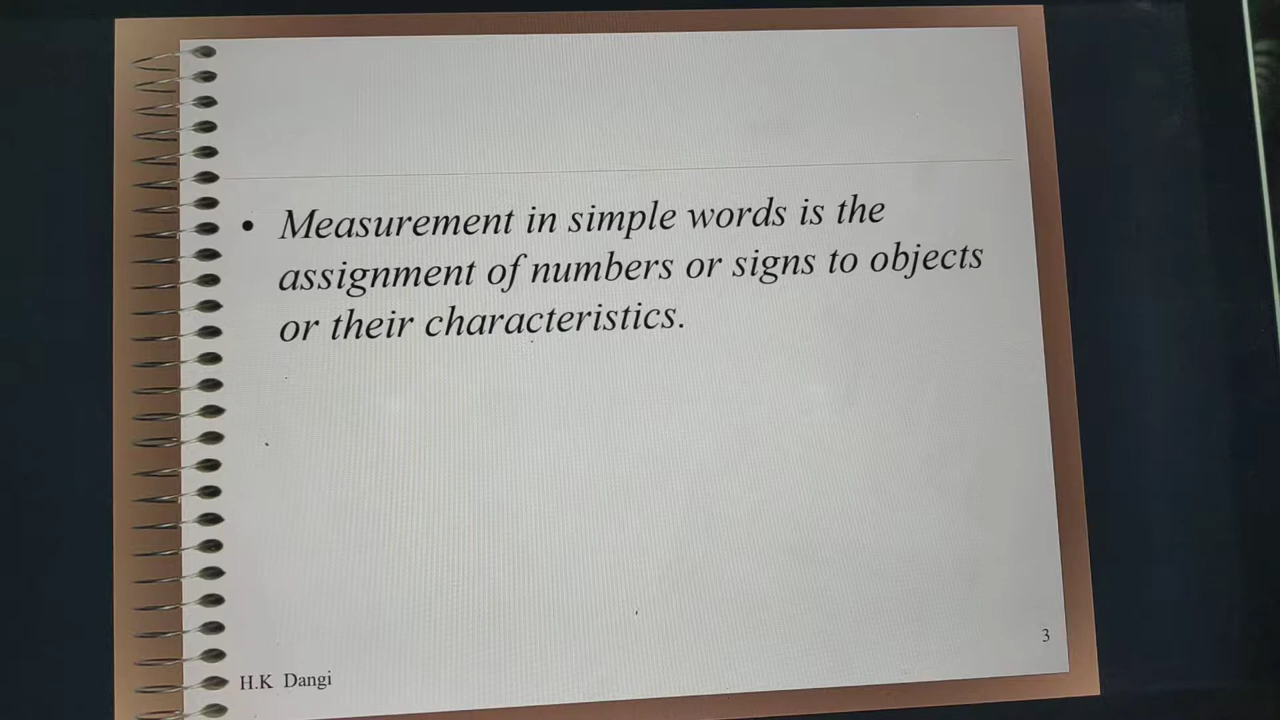 • Measurement in simple words is the
assignment of numbers or signs to objects
or their characteristics.
H.K Dangi
3